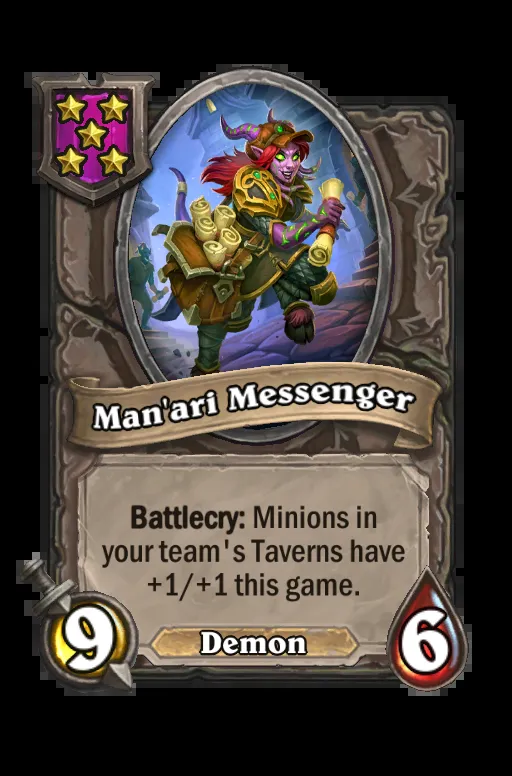 Man'ari Messenger
Battlecry: Minions in
your team's Taverns have
+1/+1 this game.
9
Demon
6